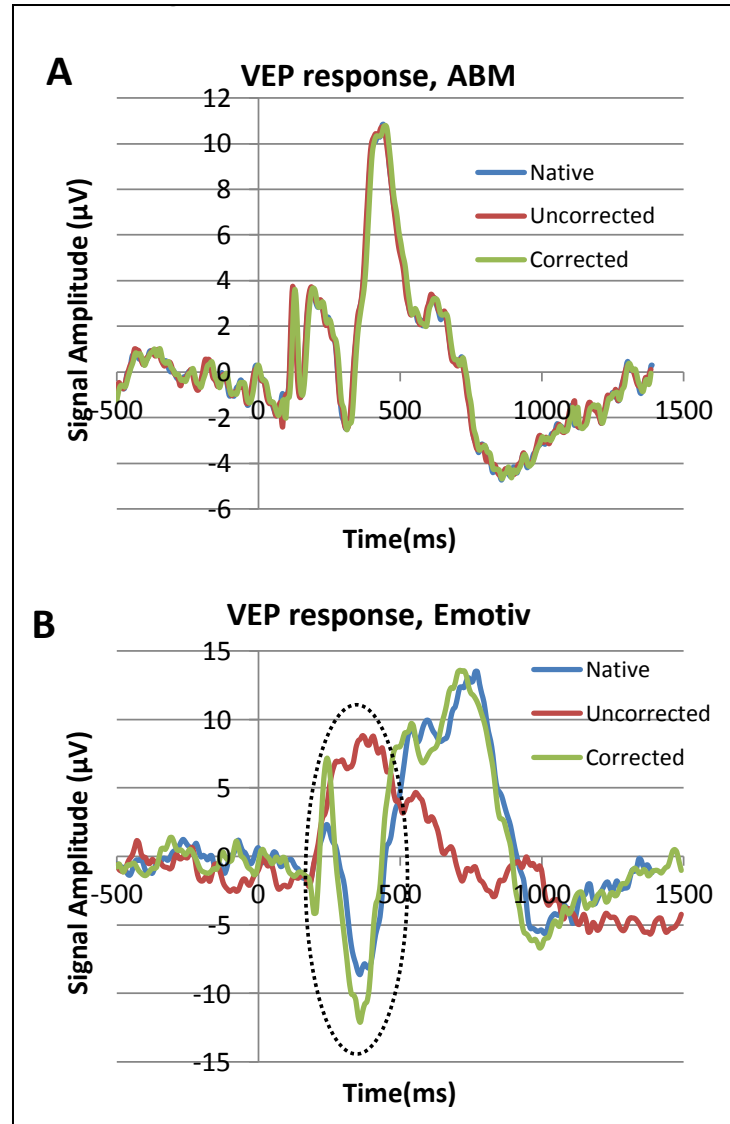 A
VEP response, ABM
12
10
8
6
4
2
0
-2
-4
-6
-500
0
500
1000
1500
Signal Amplitude (µV)
Native
Uncorrected
Corrected
Time(ms)
B
VEP response, Emotiv
15
10
5
0
-5
-10
-15
-500
0
500
1000
1500
Signal Amplitude (µV)
Native
Uncorrected
Corrected
Time(ms)